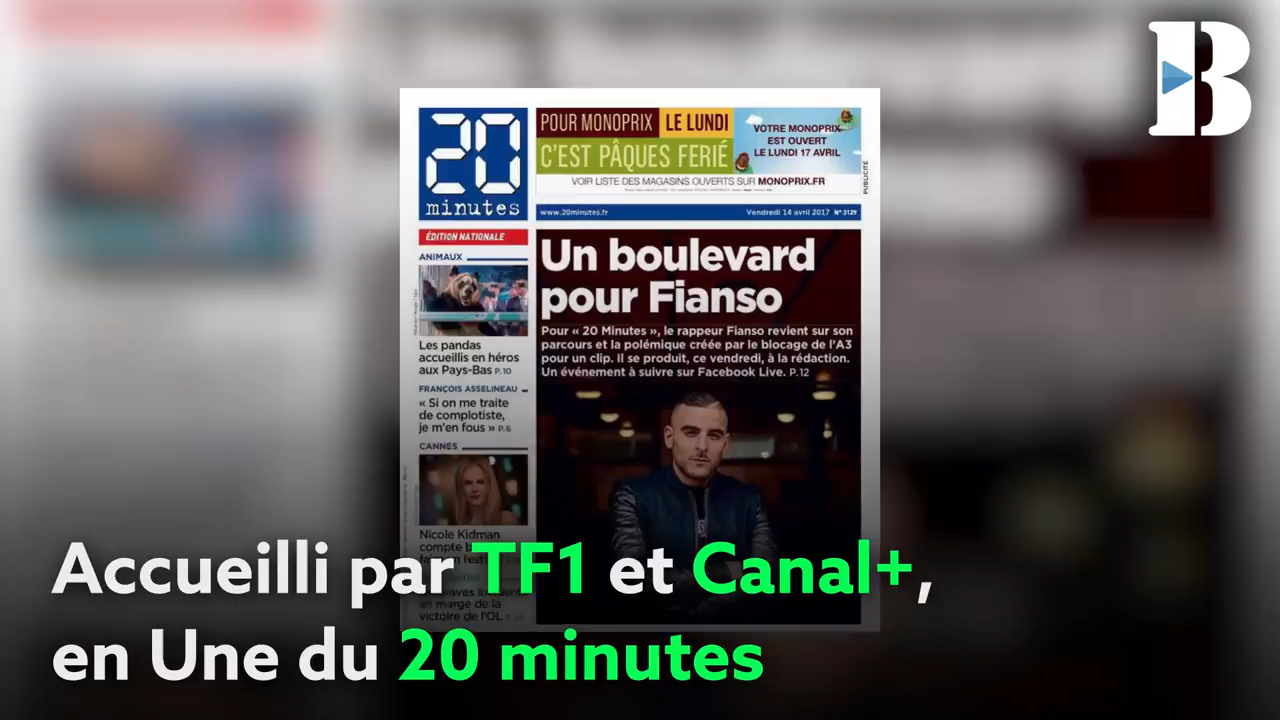 B
20
minutes
POUR MONOPRIX LE LUNDI
C'EST PÂQUES FERIÉ
VOTRE MONOPRIX
EST OUVERT
LE LUNDI 17 AVRIL
VOIR LISTE DES MAGASINS OUVERTS SUR MONOPRIX.FR
PUBLICITÉ
www.20minutes.fr
Vendredi 14 avril 2017 N° 3129
ÉDITION NATIONALE
ANIMAUX
Les pandas
accueillis en héros
aux Pays-Bas P.10
FRANÇOIS ASSELINEAU
« Si on me traite
de complotiste,
je m'en fous » P.6
CANNES
Nicole Kidman
compte
en marge de la
victoire de l'OL
Un boulevard
pour Fianso
Pour « 20 Minutes », le rappeur Fianso revient sur son
parcours et la polémique créée par le blocage de l'A3
pour un clip. Il se produit, ce vendredi, à la rédaction.
Un événement à suivre sur Facebook Live. P.12
Accueilli par TF1 et Canal+,
en Une du 20 minutes